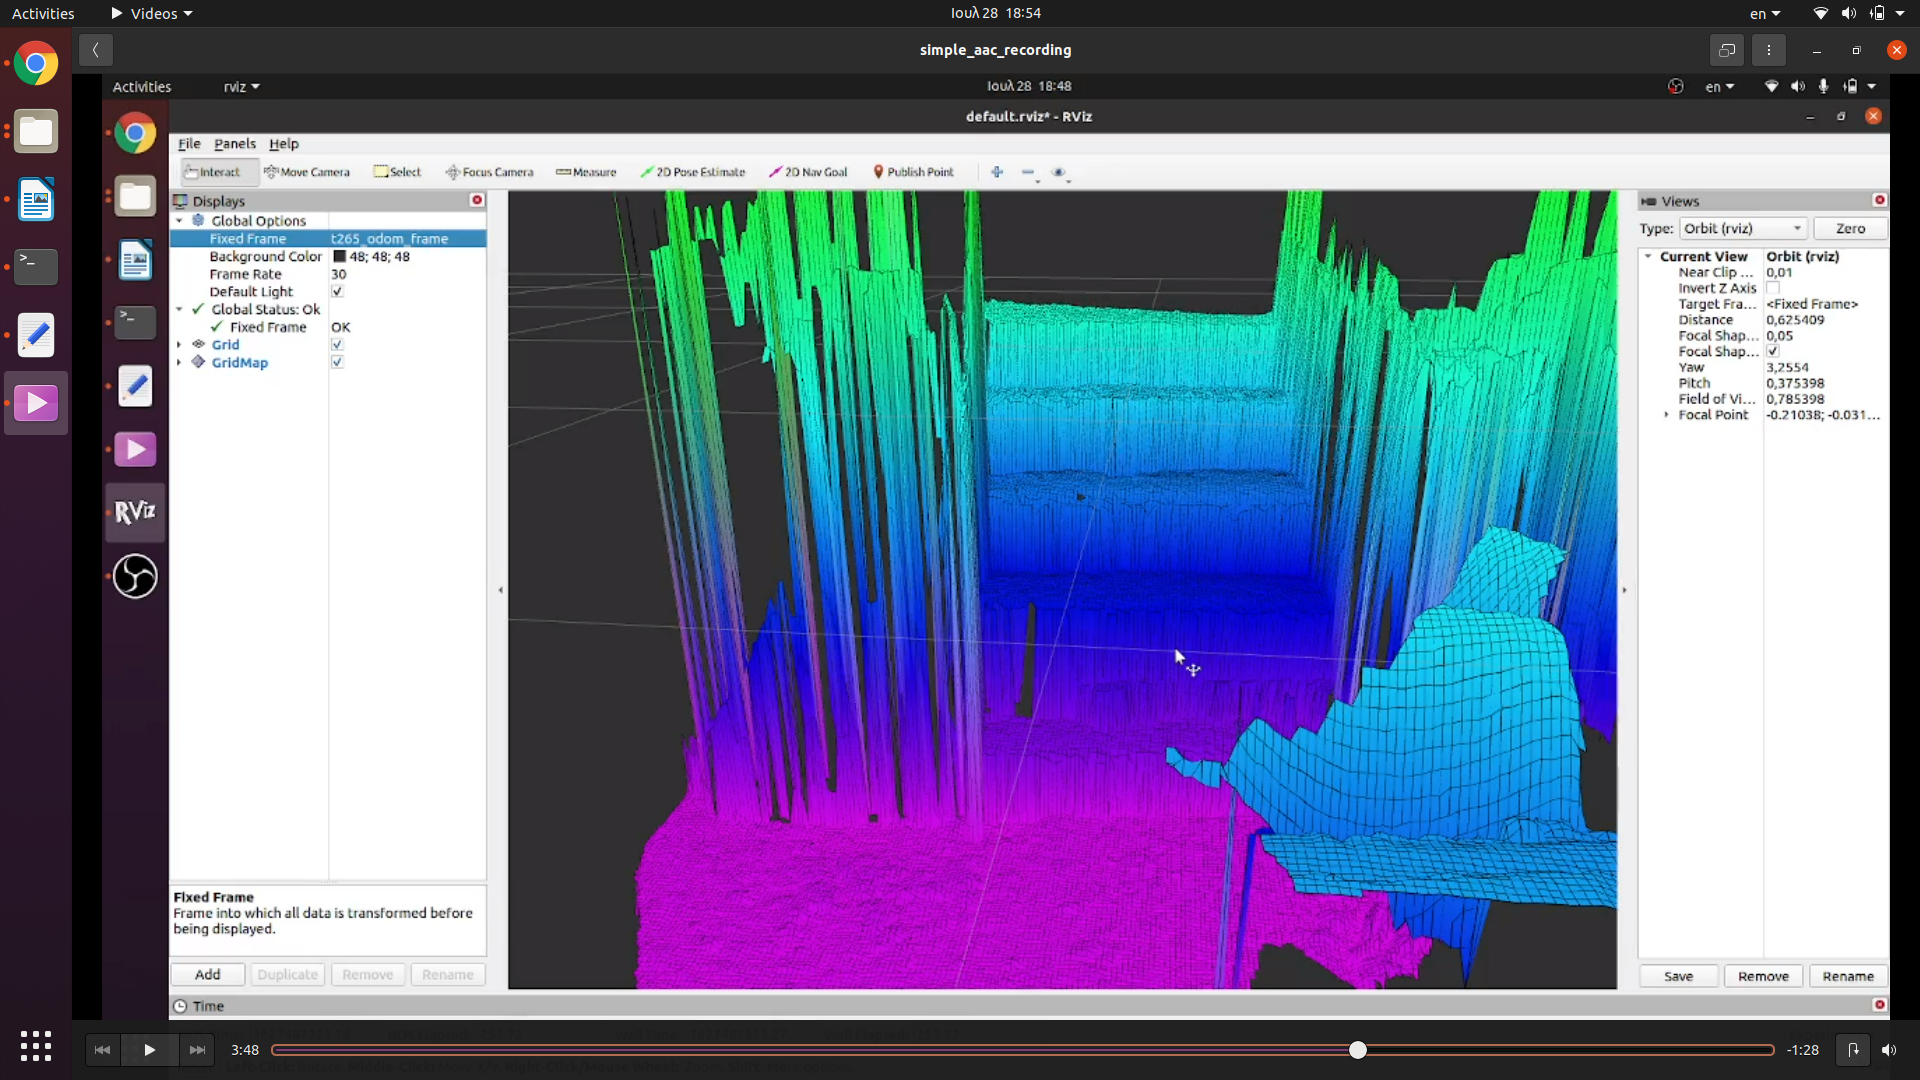 Activities
Videos
Ιουλ 28 18:54
en
simple_aac_recording
Activities
rviz
Ιουλ 28 18:48
en
default.rviz* - RViz
File Panels Help
Interact Move Camera Select Focus Camera Measure 2D Pose Estimate 2D Nav Goal Publish Point
Displays
Global Options
Fixed Frame t265_odom_frame
Background Color 48; 48; 48
Frame Rate 30
Default Light
Global Status: Ok
Fixed Frame OK
Grid
GridMap
Fixed Frame
Frame into which all data is transformed before
being displayed.
Add Duplicate Remove Rename
Views
Type: Orbit (rviz) Zero
Current View Orbit (rviz)
Near Clip ... 0,01
Invert Z Axis
Target Fra... <Fixed Frame>
Distance 0,625409
Focal Shap... 0,05
Focal Shap...
Yaw 3,2554
Pitch 0,375398
Field of Vi... 0,785398
Focal Point -0.21038; -0.031...
Save Remove Rename
RViz
Time
3:48
-1:28